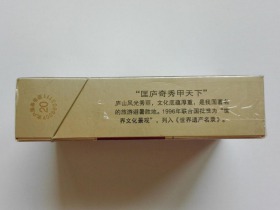 “匡庐奇秀甲天下”
庐山风光秀丽，文化底蕴厚重，是我国著名
的旅游避暑胜地。1996年联合国批准为“世
界文化景观”，列入《世界遗产名录》。
20